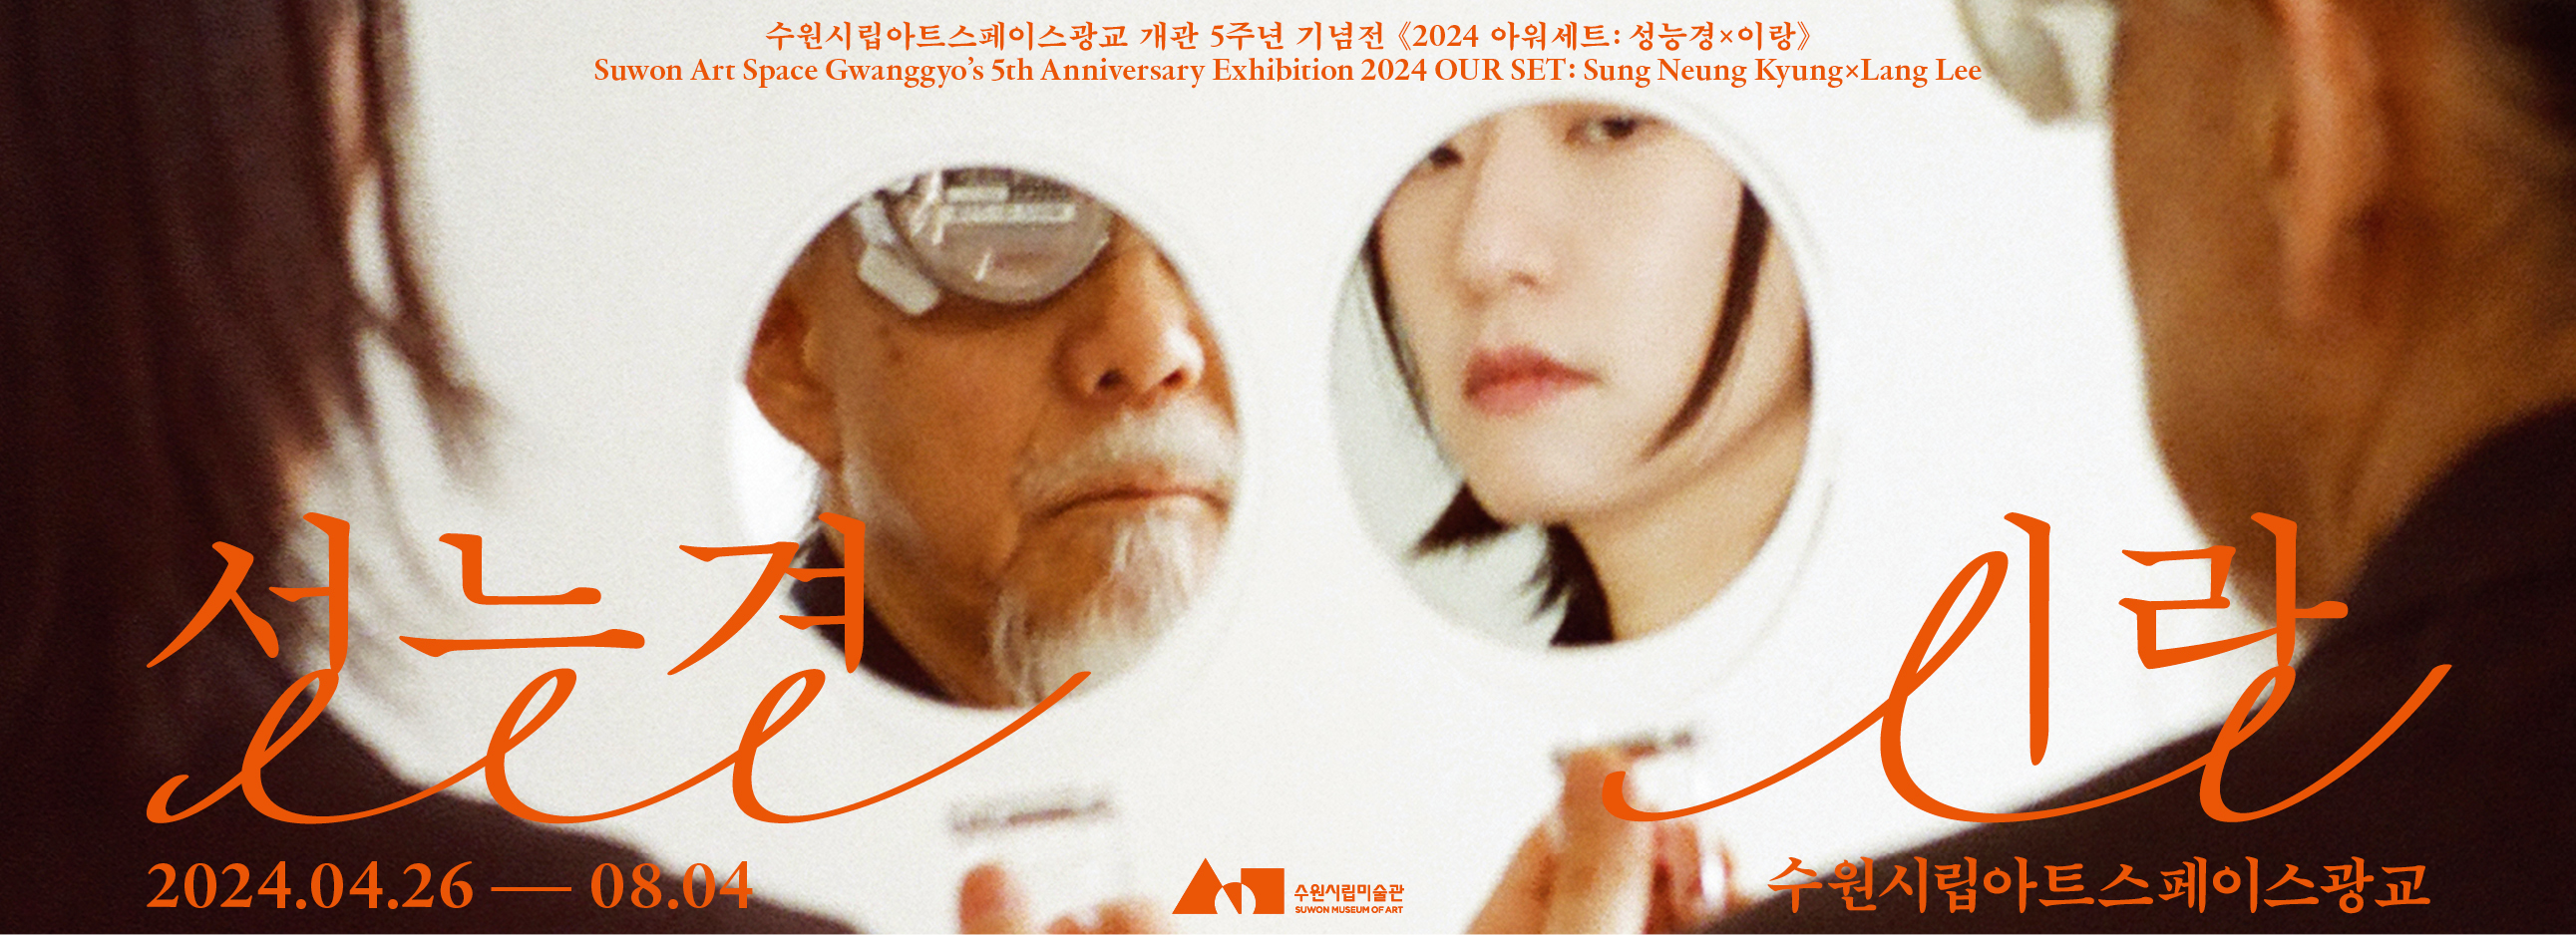 수원시립아트스페이스광교 개관 5주년 기념전 《2024 아워세트: 성능경×이랑》
Suwon Art Space Gwanggyo’s 5th Anniversary Exhibition 2024 OUR SET: Sung Neung Kyung×Lang Lee
성능경
이랑
2024.04.26 — 08.04
수원시립미술관
SUWON MUSEUM OF ART
수원시립아트스페이스광교